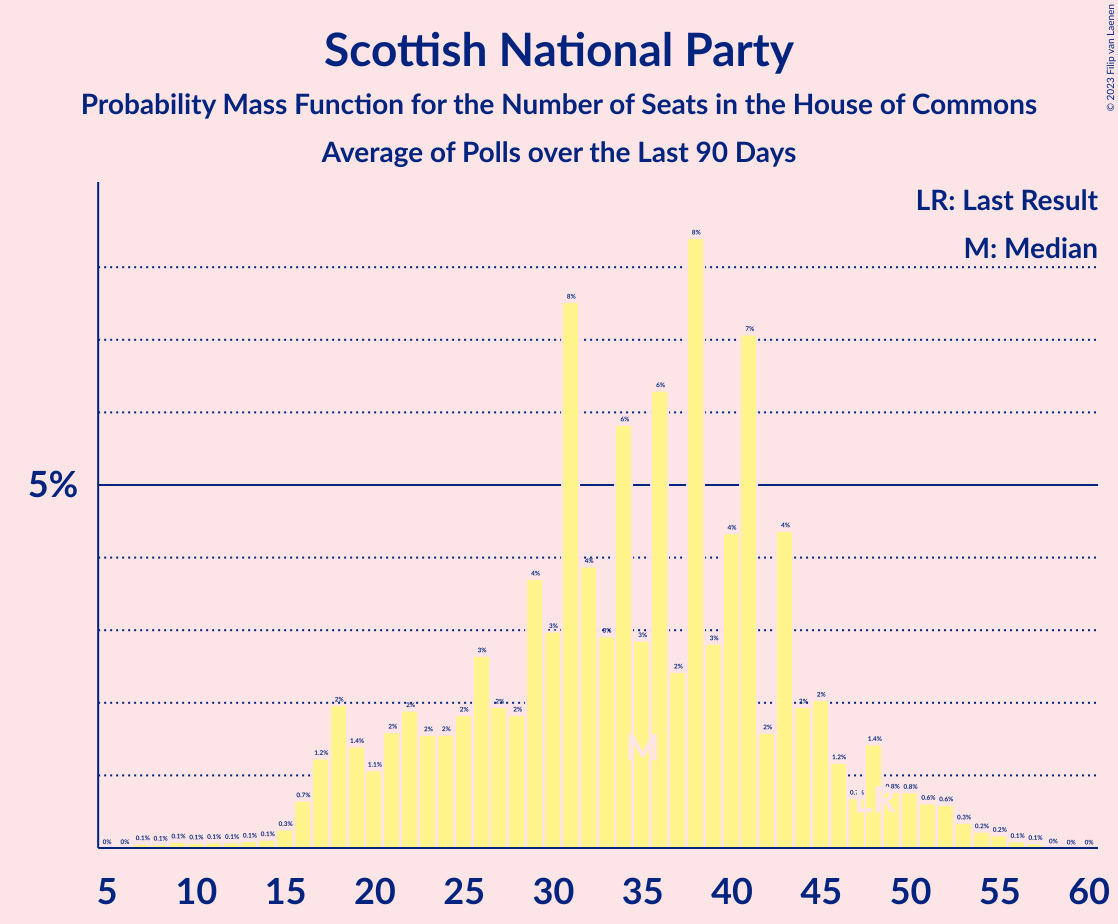 Scottish National Party
Probability Mass Function for the Number of Seats in the House of Commons
Average of Polls over the Last 90 Days
© 2023 Filip van Laenen
LR: Last Result
M: Median
5%
0% 0% 0.1% 0.1% 0.1% 0.1% 0.1% 0.1% 0.1% 0.1% 0.3% 0.7% 1.2% 2% 1.4% 1.1% 2% 2% 2% 2% 2% 3% 2% 2% 4% 3% 8% 4% 3% 6% 3% 6% 2% 8% 3% 4% 7% 2% 4% 2% 2% 1.2% 1.4% 0.8% 0.8% 0.6% 0.6% 0.3% 0.2% 0.2% 0.1% 0.1% 0% 0% 0%
M
LR
5 10 15 20 25 30 35 40 45 50 55 60